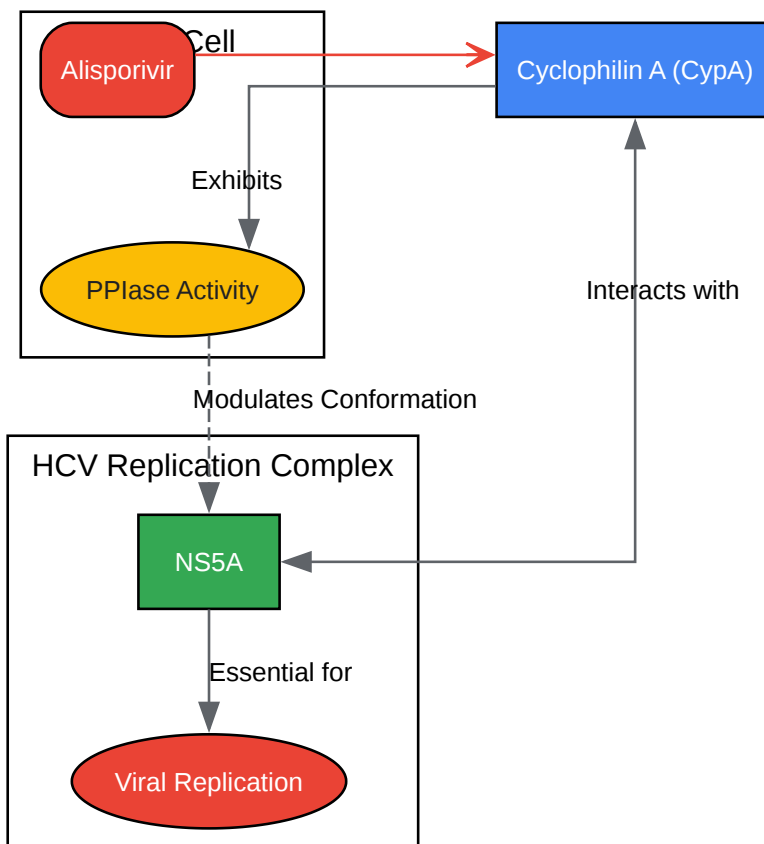 Cell
Alisporivir
Cyclophilin A (CypA)
Exhibits
PPIase Activity
Interacts with
Modulates Conformation
HCV Replication Complex
NS5A
Essential for
Viral Replication